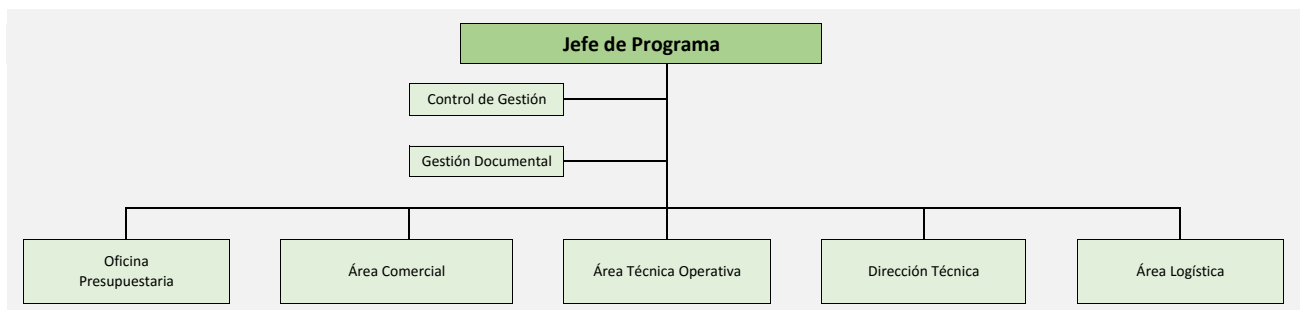 Jefe de Programa
Control de Gestión
Gestión Documental
Oficina
Presupuestaria
Área Comercial
Área Técnica Operativa
Dirección Técnica
Área Logística